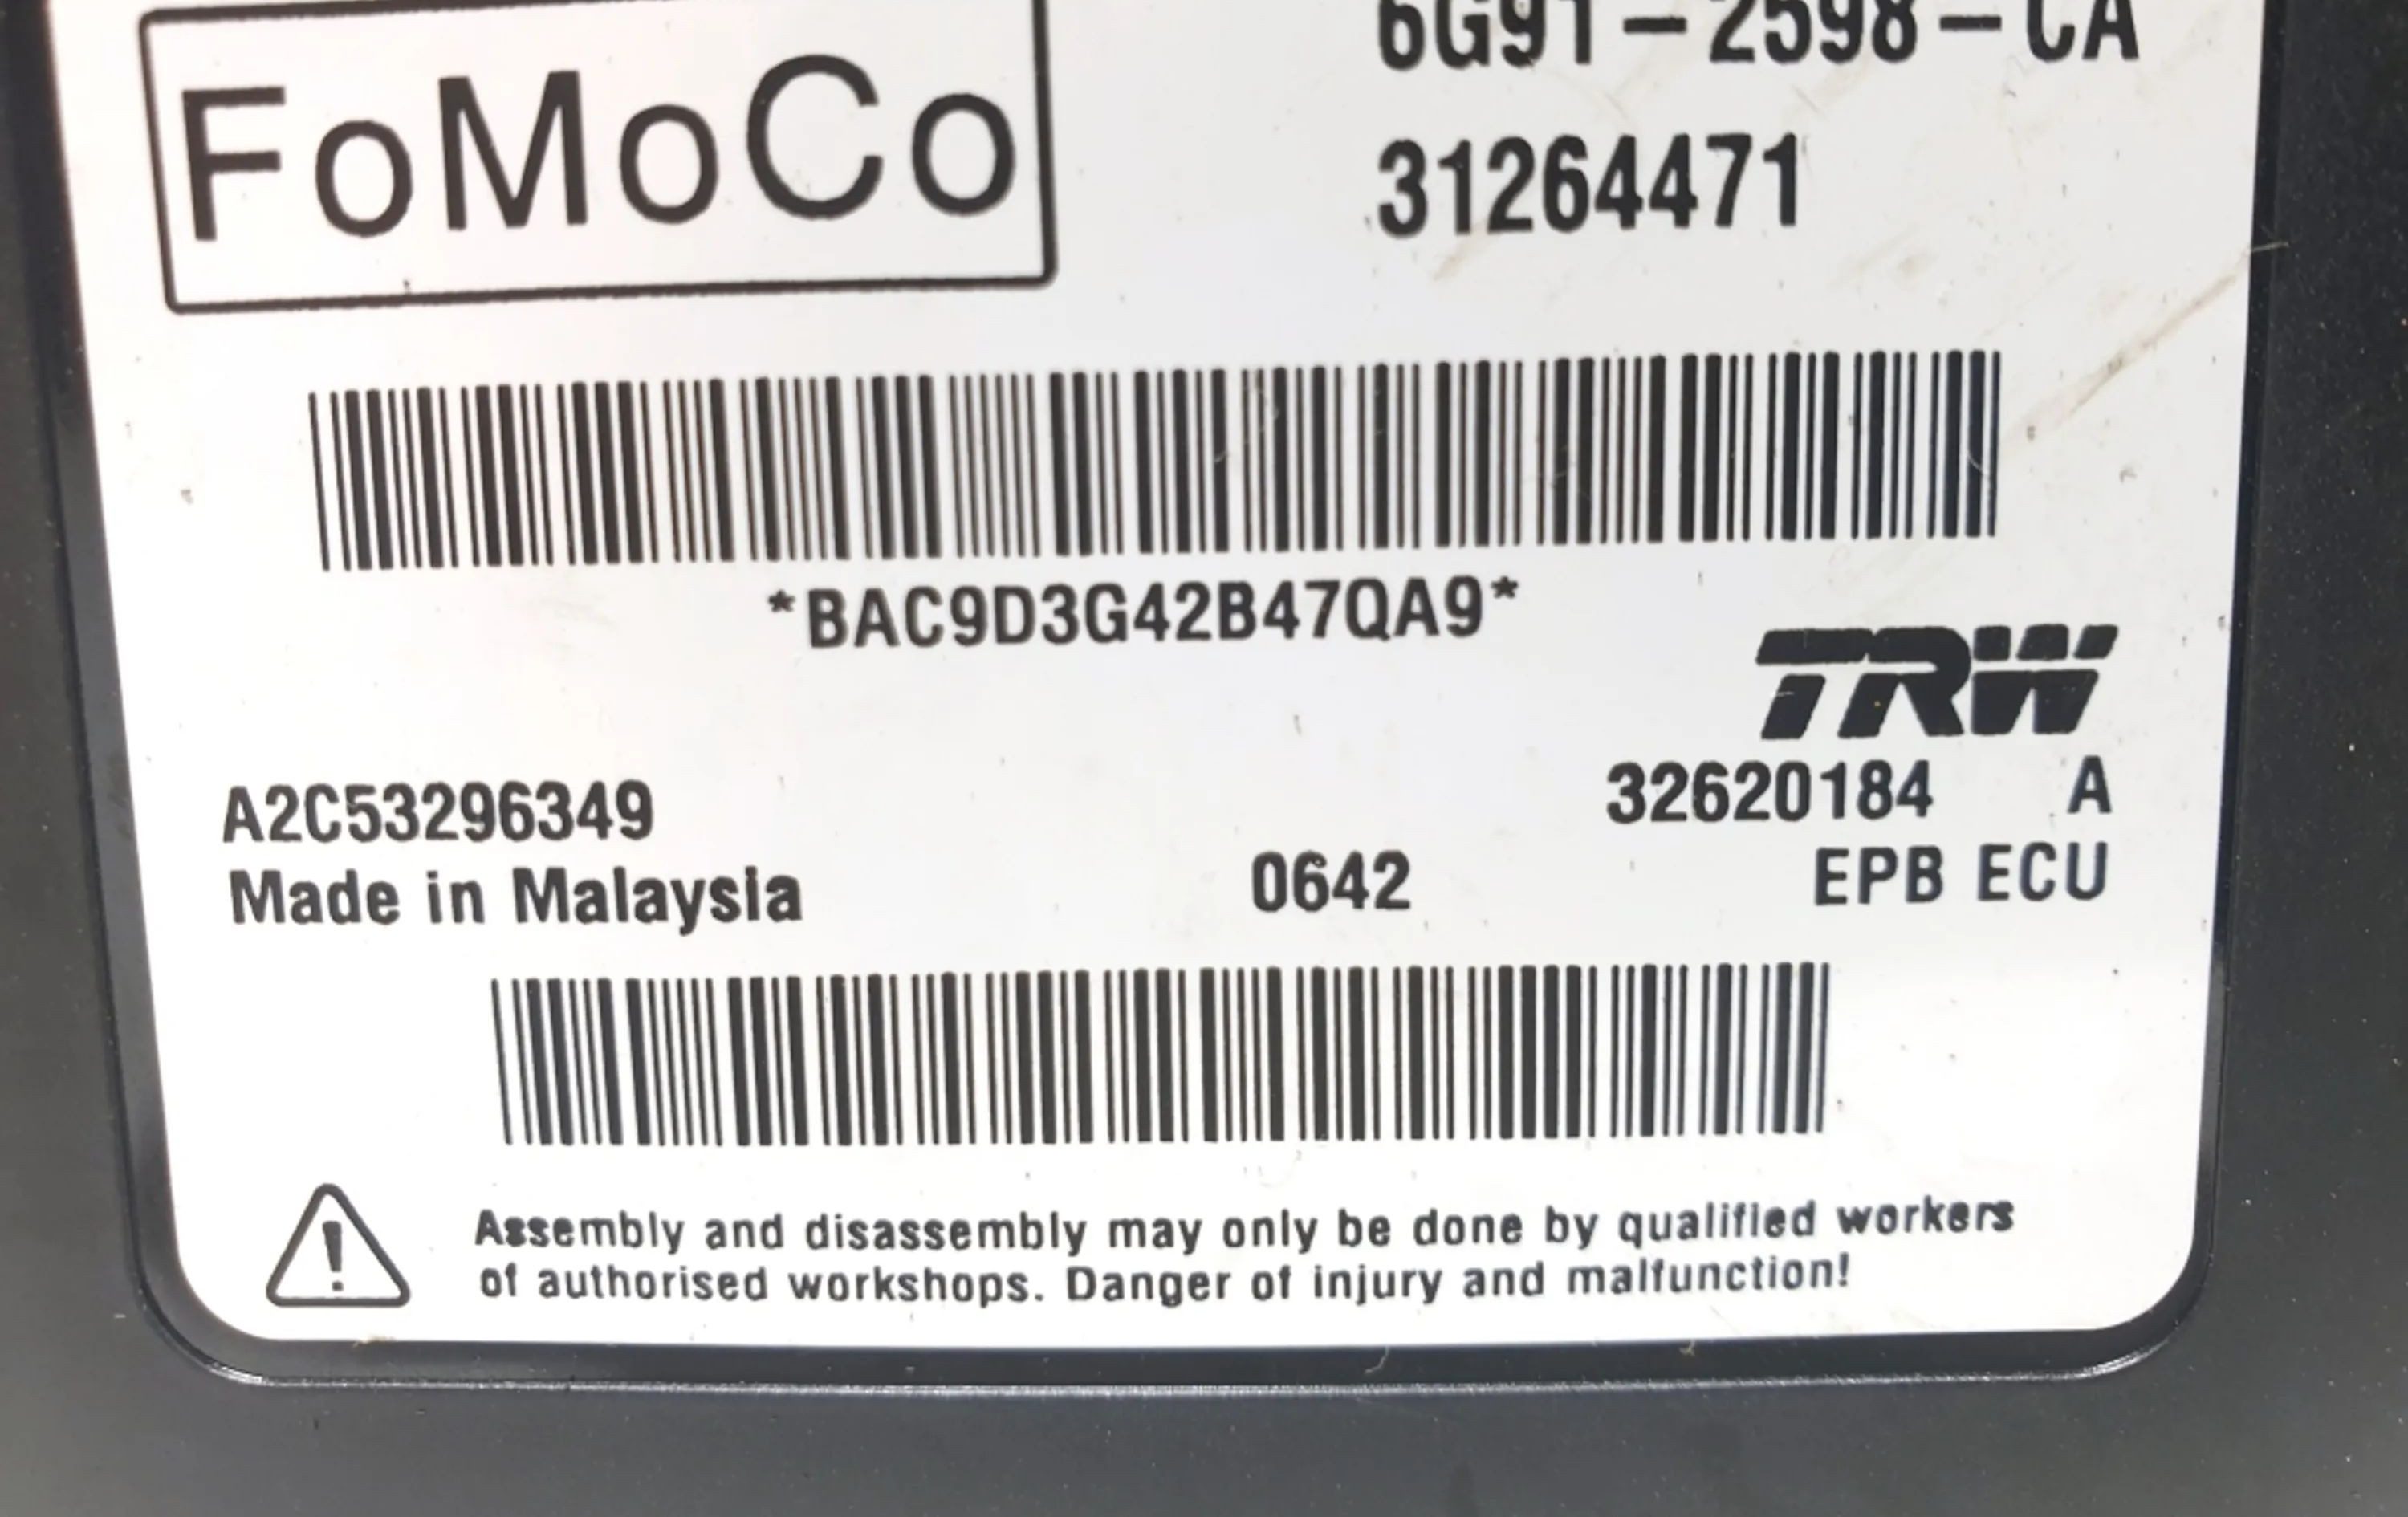 FoMoCo
6G91-2598-CA
31264471
*BAC9D3G42B47QA9*
TRW
A2C53296349
32620184 A
Made in Malaysia
0642
EPB ECU
Assembly and disassembly may only be done by qualified workers
of authorised workshops. Danger of injury and malfunction!